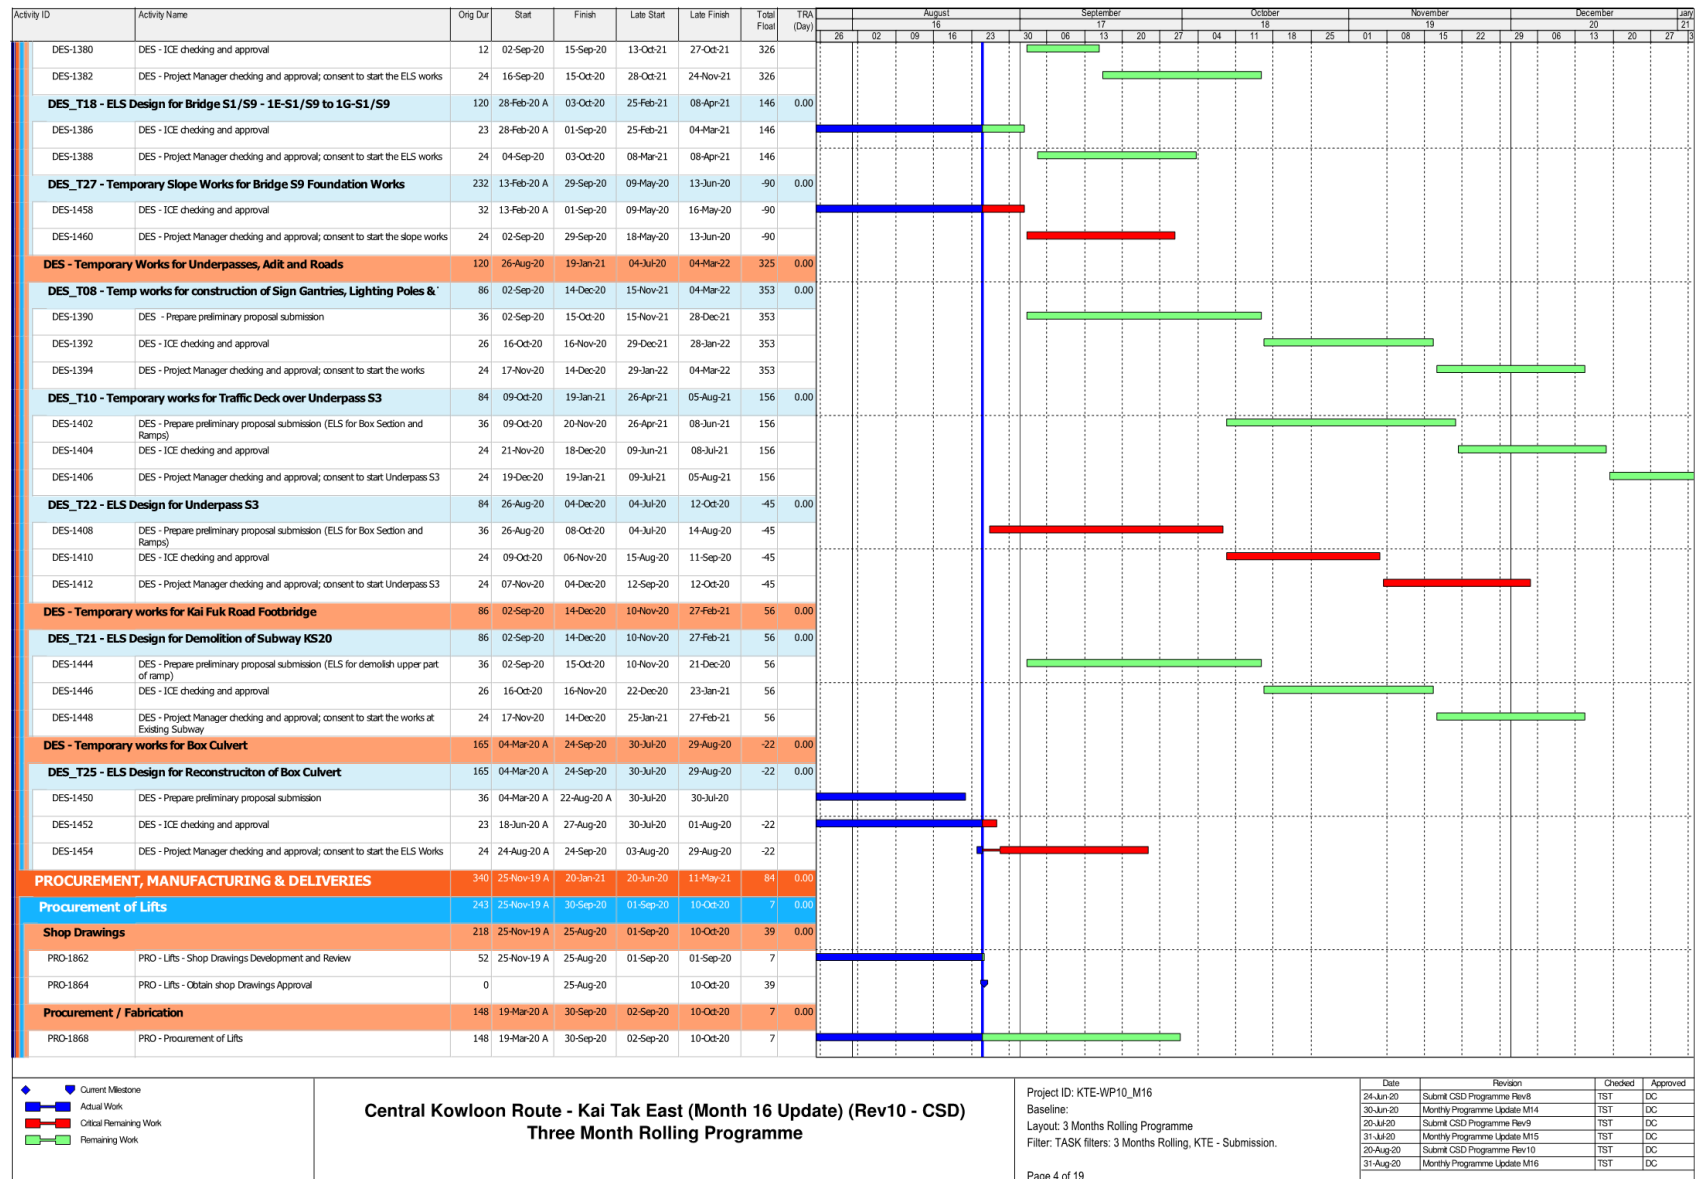 Activity ID Activity Name Orig Dur Start Finish Late Start Late Finish Total Float TRA (Day)
August September October November December uary
16 17 18 19 20 21
26 02 09 16 23 30 06 13 20 27 04 11 18 25 01 08 15 22 29 06 13 20 27 3
DES-1380 DES - ICE checking and approval 12 02-Sep-20 15-Sep-20 13-Oct-21 27-Oct-21 326
DES-1382 DES - Project Manager checking and approval; consent to start the ELS works 24 16-Sep-20 15-Oct-20 28-Oct-21 24-Nov-21 326
DES_T18 - ELS Design for Bridge S1/S9 - 1E-S1/S9 to 1G-S1/S9 120 28-Feb-20 A 03-Oct-20 25-Feb-21 08-Apr-21 146 0.00
DES-1386 DES - ICE checking and approval 23 28-Feb-20 A 01-Sep-20 25-Feb-21 04-Mar-21 146
DES-1388 DES - Project Manager checking and approval; consent to start the ELS works 24 04-Sep-20 03-Oct-20 08-Mar-21 08-Apr-21 146
DES_T27 - Temporary Slope Works for Bridge S9 Foundation Works 232 13-Feb-20 A 29-Sep-20 09-May-20 13-Jun-20 -90 0.00
DES-1458 DES - ICE checking and approval 32 13-Feb-20 A 01-Sep-20 09-May-20 16-May-20 -90
DES-1460 DES - Project Manager checking and approval; consent to start the slope works 24 02-Sep-20 29-Sep-20 18-May-20 13-Jun-20 -90
DES - Temporary Works for Underpasses, Adit and Roads 120 26-Aug-20 19-Jan-21 04-Jul-20 04-Mar-22 325 0.00
DES_T08 - Temp works for construction of Sign Gantries, Lighting Poles & 86 02-Sep-20 14-Dec-20 15-Nov-21 04-Mar-22 353 0.00
DES-1390 DES - Prepare preliminary proposal submission 36 02-Sep-20 15-Oct-20 15-Nov-21 28-Dec-21 353
DES-1392 DES - ICE checking and approval 26 16-Oct-20 16-Nov-20 29-Dec-21 28-Jan-22 353
DES-1394 DES - Project Manager checking and approval; consent to start the works 24 17-Nov-20 14-Dec-20 29-Jan-22 04-Mar-22 353
DES_T10 - Temporary works for Traffic Deck over Underpass S3 84 09-Oct-20 19-Jan-21 26-Apr-21 05-Aug-21 156 0.00
DES-1402 DES - Prepare preliminary proposal submission (ELS for Box Section and 36 09-Oct-20 20-Nov-20 26-Apr-21 08-Jun-21 156
Ramps)
DES-1404 DES - ICE checking and approval 24 21-Nov-20 18-Dec-20 09-Jun-21 08-Jul-21 156
DES-1406 DES - Project Manager checking and approval; consent to start Underpass S3 24 19-Dec-20 19-Jan-21 09-Jul-21 05-Aug-21 156
DES_T22 - ELS Design for Underpass S3 84 26-Aug-20 04-Dec-20 04-Jul-20 12-Oct-20 -45 0.00
DES-1408 DES - Prepare preliminary proposal submission (ELS for Box Section and 36 26-Aug-20 08-Oct-20 04-Jul-20 14-Aug-20 -45
Ramps)
DES-1410 DES - ICE checking and approval 24 09-Oct-20 06-Nov-20 15-Aug-20 11-Sep-20 -45
DES-1412 DES - Project Manager checking and approval; consent to start Underpass S3 24 07-Nov-20 04-Dec-20 12-Sep-20 12-Oct-20 -45
DES - Temporary works for Kai Fuk Road Footbridge 86 02-Sep-20 14-Dec-20 10-Nov-20 27-Feb-21 56 0.00
DES_T21 - ELS Design for Demolition of Subway KS20 86 02-Sep-20 14-Dec-20 10-Nov-20 27-Feb-21 56 0.00
DES-1444 DES - Prepare preliminary proposal submission (ELS for demolish upper part 36 02-Sep-20 15-Oct-20 10-Nov-20 21-Dec-20 56
of ramp)
DES-1446 DES - ICE checking and approval 26 16-Oct-20 16-Nov-20 22-Dec-20 23-Jan-21 56
DES-1448 DES - Project Manager checking and approval; consent to start the works at 24 17-Nov-20 14-Dec-20 25-Jan-21 27-Feb-21 56
Existing Subway
DES - Temporary works for Box Culvert 165 04-Mar-20 A 24-Sep-20 30-Jul-20 29-Aug-20 -22 0.00
DES_T25 - ELS Design for Reconstruciton of Box Culvert 165 04-Mar-20 A 24-Sep-20 30-Jul-20 29-Aug-20 -22 0.00
DES-1450 DES - Prepare preliminary proposal submission 36 04-Mar-20 A 22-Aug-20 A 30-Jul-20 30-Jul-20
DES-1452 DES - ICE checking and approval 23 18-Jun-20 A 27-Aug-20 30-Jul-20 01-Aug-20 -22
DES-1454 DES - Project Manager checking and approval; consent to start the ELS Works 24 24-Aug-20 A 24-Sep-20 03-Aug-20 29-Aug-20 -22
PROCUREMENT, MANUFACTURING & DELIVERIES 340 25-Nov-19 A 20-Jan-21 20-Jun-20 11-May-21 84 0.00
Procurement of Lifts 243 25-Nov-19 A 30-Sep-20 01-Sep-20 10-Oct-20 7 0.00
Shop Drawings 218 25-Nov-19 A 25-Aug-20 01-Sep-20 10-Oct-20 39 0.00
PRO-1862 PRO - Lifts - Shop Drawings Development and Review 52 25-Nov-19 A 25-Aug-20 01-Sep-20 01-Sep-20 7
PRO-1864 PRO - Lifts - Obtain shop Drawings Approval 0 25-Aug-20 10-Oct-20 39
Procurement / Fabrication 148 19-Mar-20 A 30-Sep-20 02-Sep-20 10-Oct-20 7 0.00
PRO-1868 PRO - Procurement of Lifts 148 19-Mar-20 A 30-Sep-20 02-Sep-20 10-Oct-20 7
Current Milestone
Actual Work
Critical Remaining Work
Remaining Work
Central Kowloon Route - Kai Tak East (Month 16 Update) (Rev10 - CSD)
Three Month Rolling Programme
Project ID: KTE-WP10_M16
Baseline:
Layout: 3 Months Rolling Programme
Filter: TASK filters: 3 Months Rolling, KTE - Submission.
Page 4 of 19
Date Revision Checked Approved
24-Jun-20 Submit CSD Programme Rev8 TST DC
30-Jun-20 Monthly Programme Update M14 TST DC
20-Jul-20 Submit CSD Programme Rev9 TST DC
31-Jul-20 Monthly Programme Update M15 TST DC
20-Aug-20 Submit CSD Programme Rev10 TST DC
31-Aug-20 Monthly Programme Update M16 TST DC